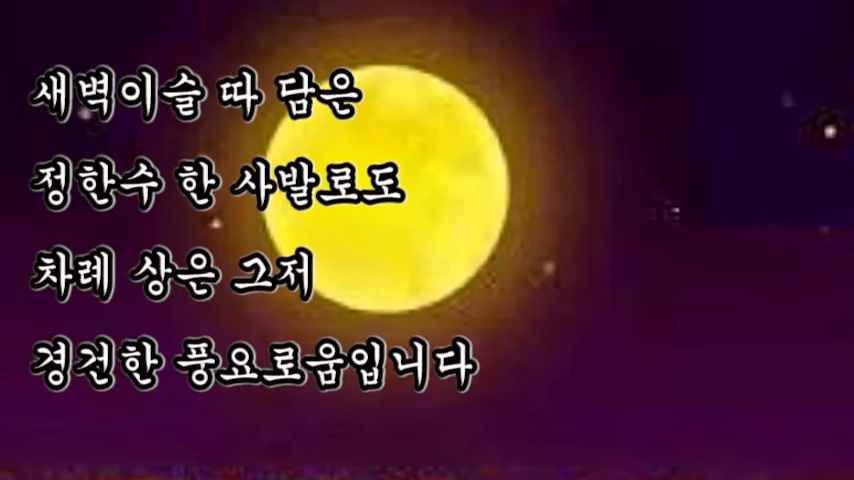 새벽이슬 따 담은
정한수 한 사발로도
차례 상은 그저
경건한 풍요로움입니다